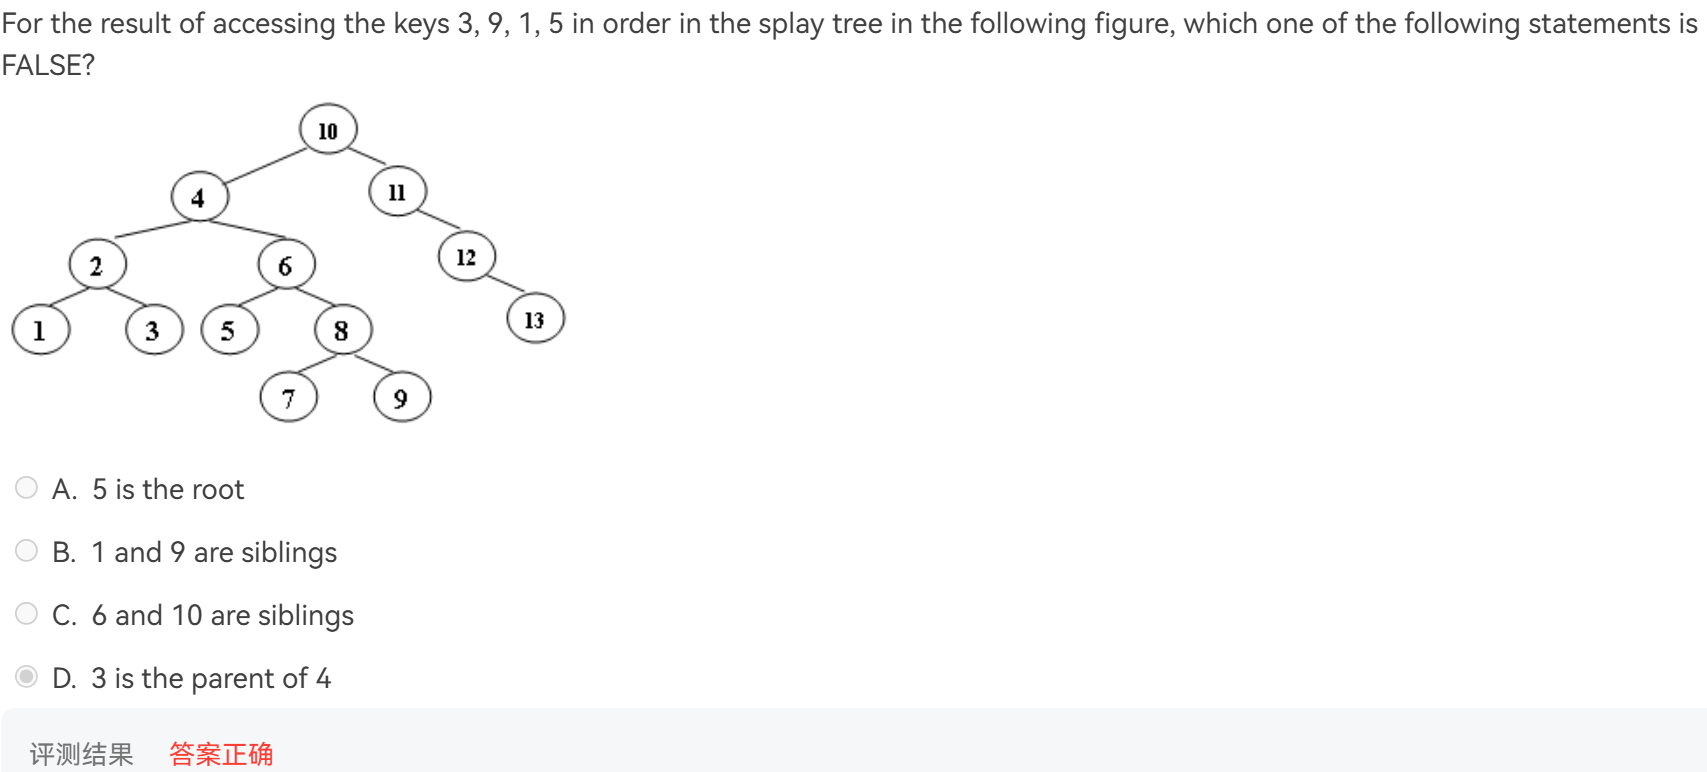 For the result of accessing the keys 3, 9, 1, 5 in order in the splay tree in the following figure, which one of the following statements is
FALSE?
10
4
11
2
6
12
1
3
5
8
13
7
9
A. 5 is the root
B. 1 and 9 are siblings
C. 6 and 10 are siblings
D. 3 is the parent of 4
评测结果 答案正确